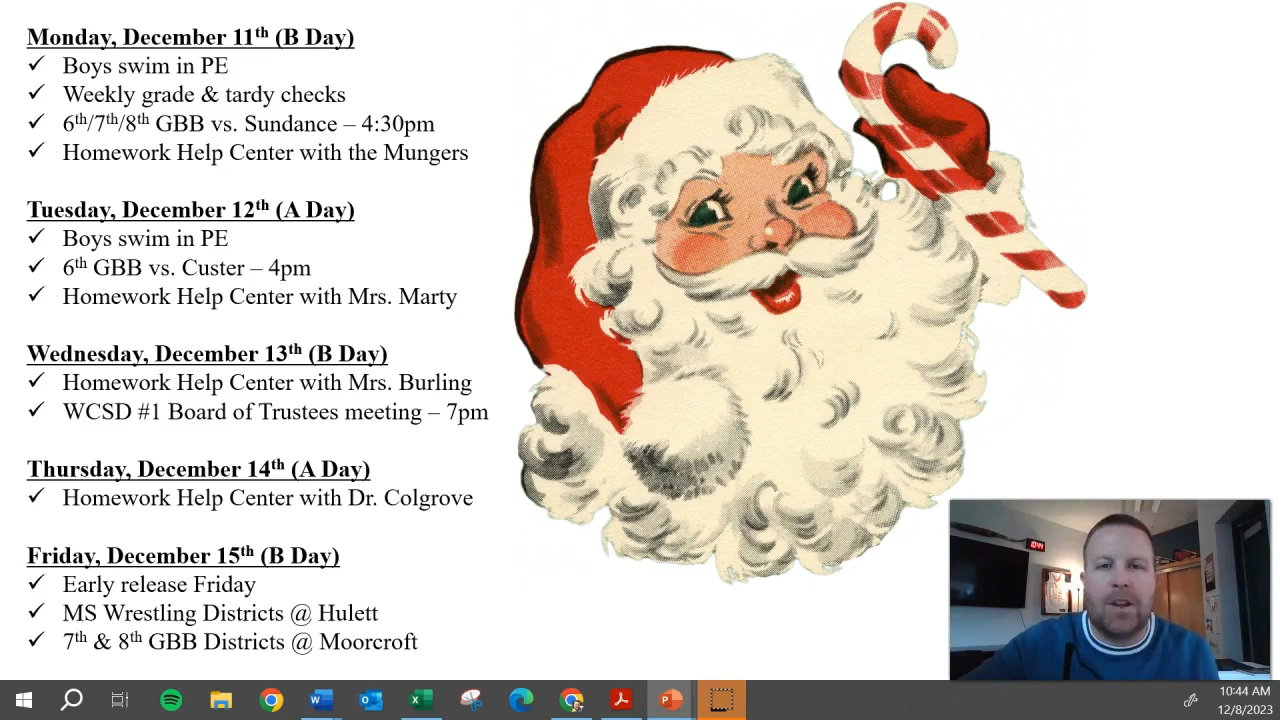 Monday, December 11th (B Day)
✓ Boys swim in PE
✓ Weekly grade & tardy checks
✓ 6th/7th/8th GBB vs. Sundance – 4:30pm
✓ Homework Help Center with the Mungers
Tuesday, December 12th (A Day)
✓ Boys swim in PE
✓ 6th GBB vs. Custer – 4pm
✓ Homework Help Center with Mrs. Marty
Wednesday, December 13th (B Day)
✓ Homework Help Center with Mrs. Burling
✓ WCSD #1 Board of Trustees meeting – 7pm
Thursday, December 14th (A Day)
✓ Homework Help Center with Dr. Colgrove
Friday, December 15th (B Day)
✓ Early release Friday
✓ MS Wrestling Districts @ Hulett
✓ 7th & 8th GBB Districts @ Moorcroft
10:44
10:44 AM
12/8/2023